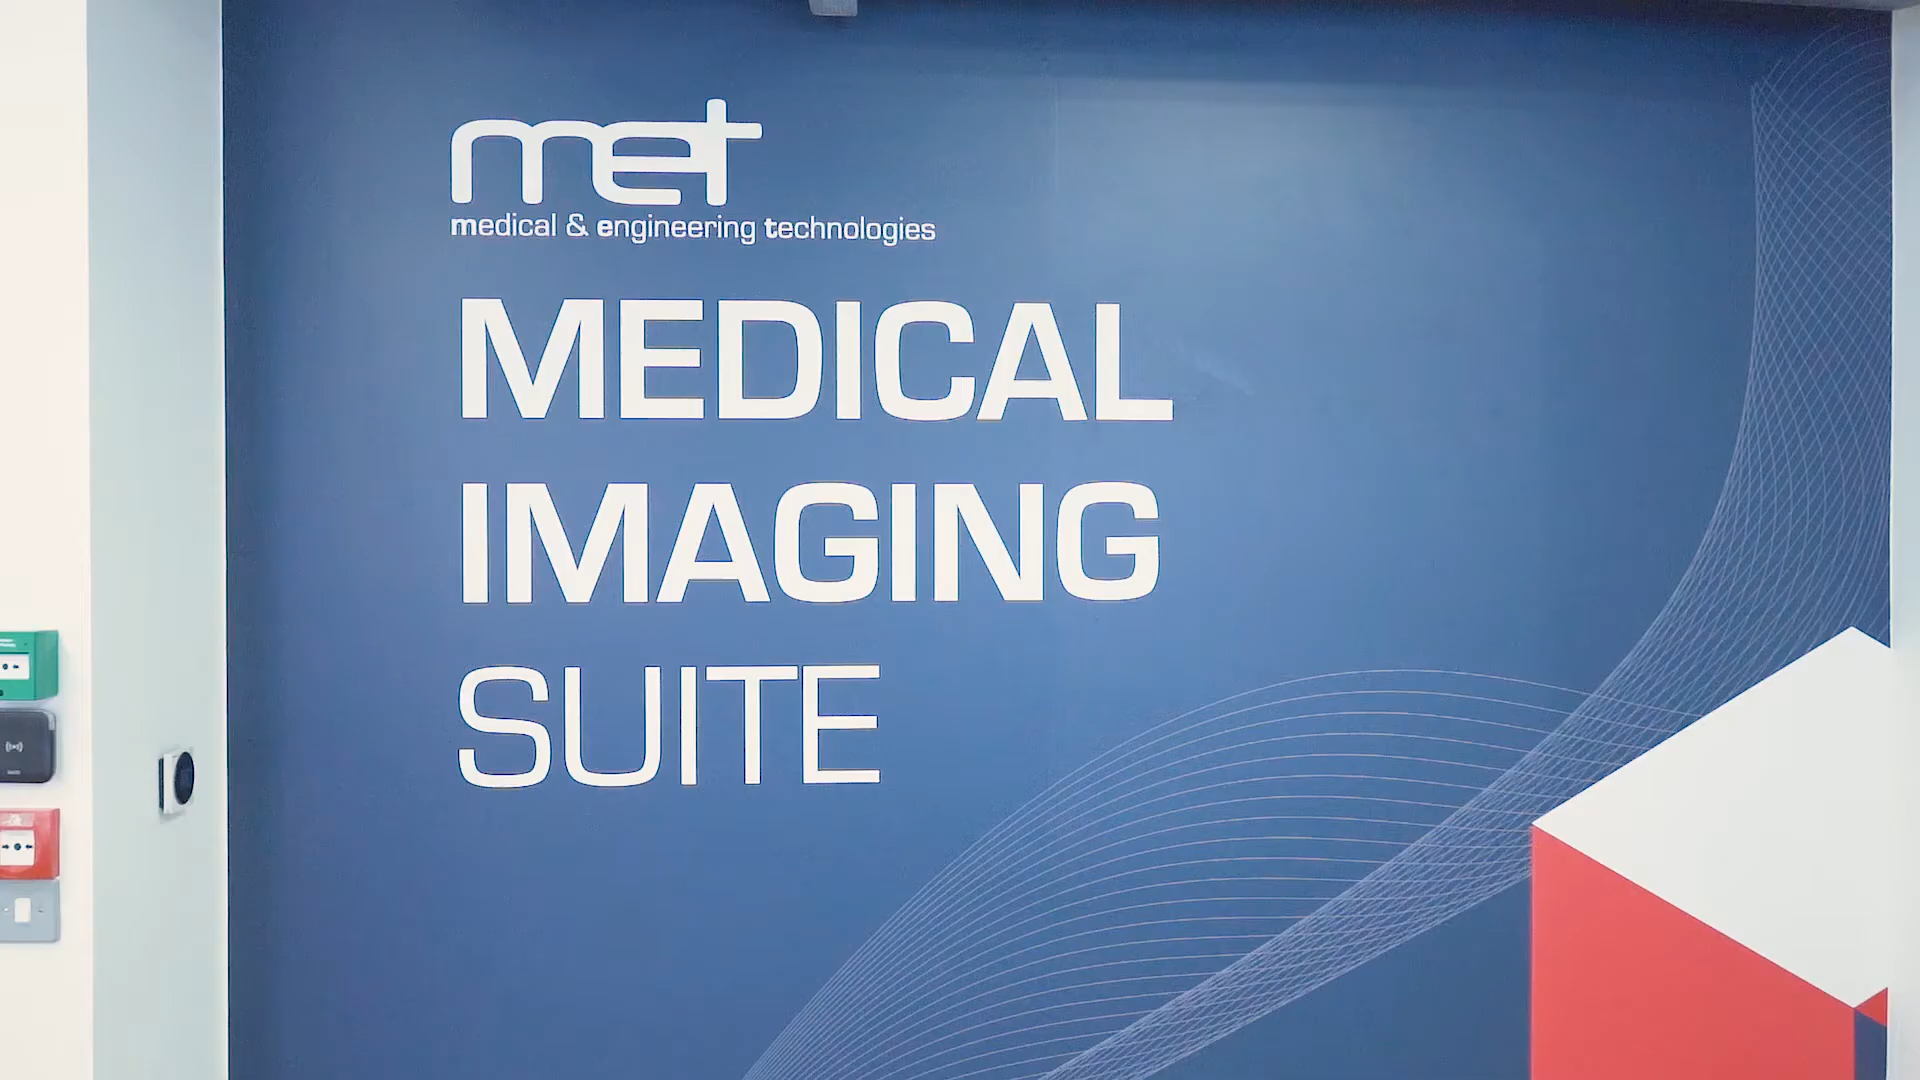 met
medical & engineering technologies
MEDICAL
IMAGING
SUITE